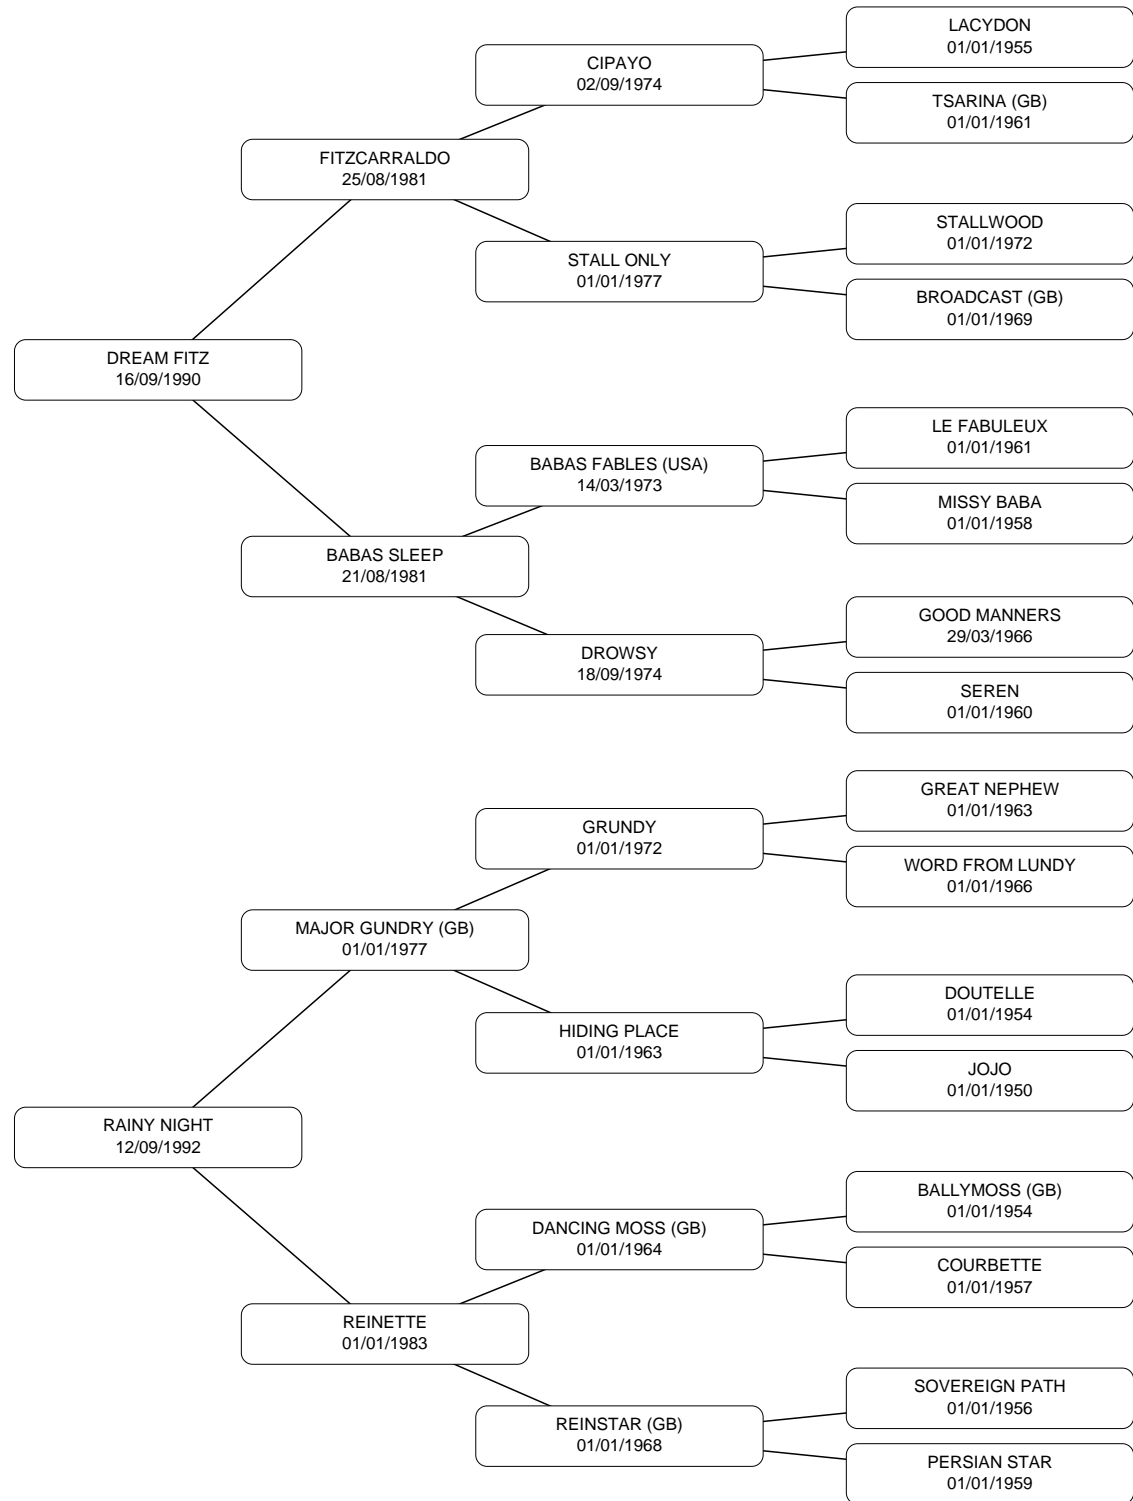 LACYDON
01/01/1955
CIPAYO
02/09/1974
TSARINA (GB)
01/01/1961
FITZCARRALDO
25/08/1981
STALLWOOD
01/01/1972
STALL ONLY
01/01/1977
BROADCAST (GB)
01/01/1969
DREAM FITZ
16/09/1990
LE FABULEUX
01/01/1961
BABAS FABLES (USA)
14/03/1973
MISSY BABA
01/01/1958
BABAS SLEEP
21/08/1981
GOOD MANNERS
29/03/1966
DROWSY
18/09/1974
SEREN
01/01/1960
GREAT NEPHEW
01/01/1963
GRUNDY
01/01/1972
WORD FROM LUNDY
01/01/1966
MAJOR GUNDRY (GB)
01/01/1977
DOUTELLE
01/01/1954
HIDING PLACE
01/01/1963
JOJO
01/01/1950
RAINY NIGHT
12/09/1992
BALLYMOSS (GB)
01/01/1954
DANCING MOSS (GB)
01/01/1964
COURBETTE
01/01/1957
REINETTE
01/01/1983
SOVEREIGN PATH
01/01/1956
REINSTAR (GB)
01/01/1968
PERSIAN STAR
01/01/1959